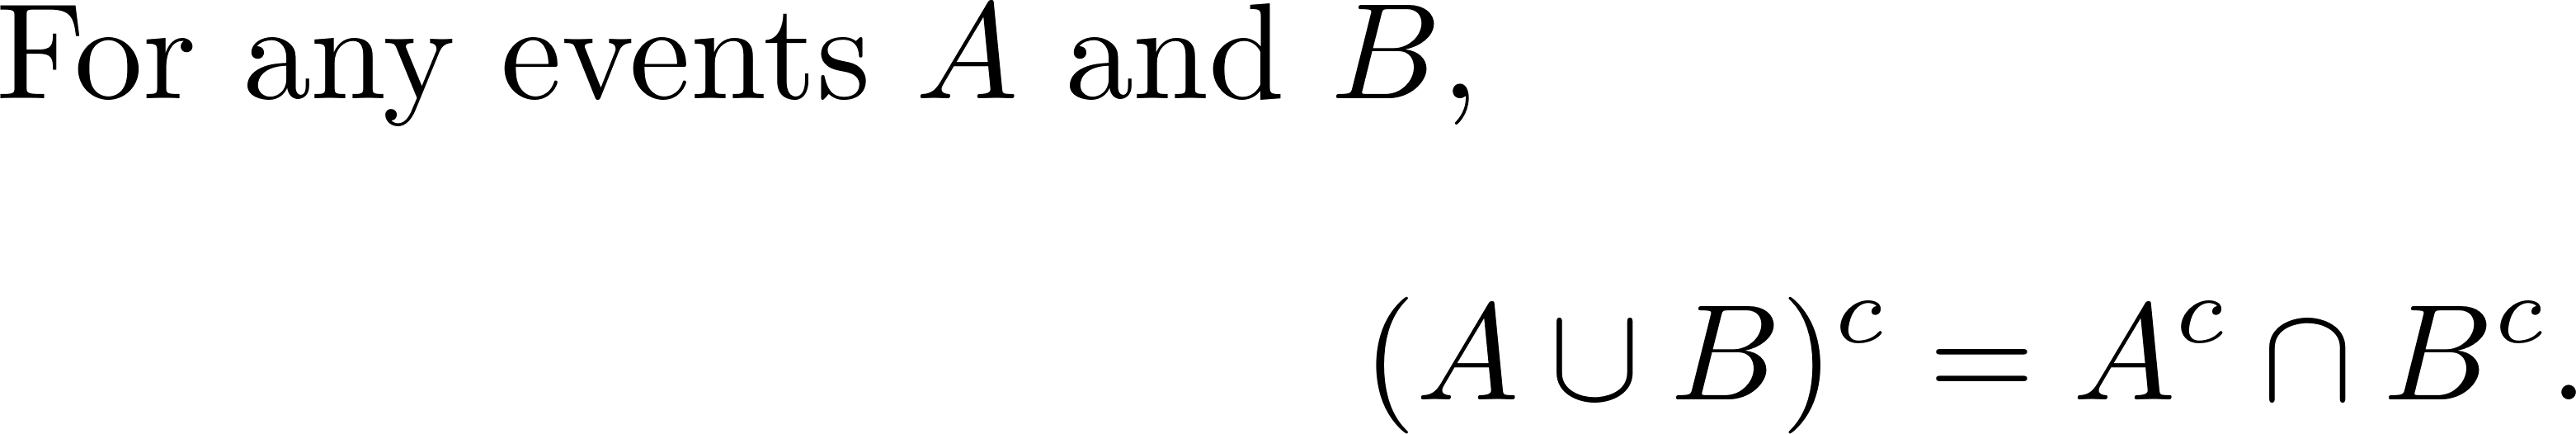 For any events A and B,
(A ∪ B)^c = A^c ∩ B^c.